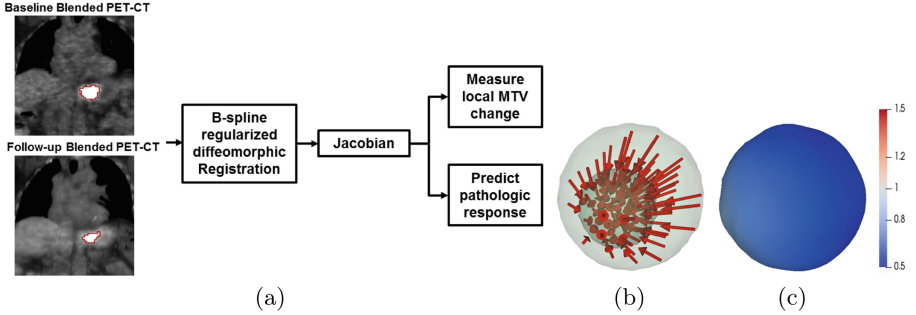 Baseline Blended PET-CT
Follow-up Blended PET-CT
B-spline
regularized
diffeomorphic
Registration
Jacobian
Measure
local MTV
change
Predict
pathologic
response
1.5
1.2
1
0.8
0.5
(a)
(b)
(c)